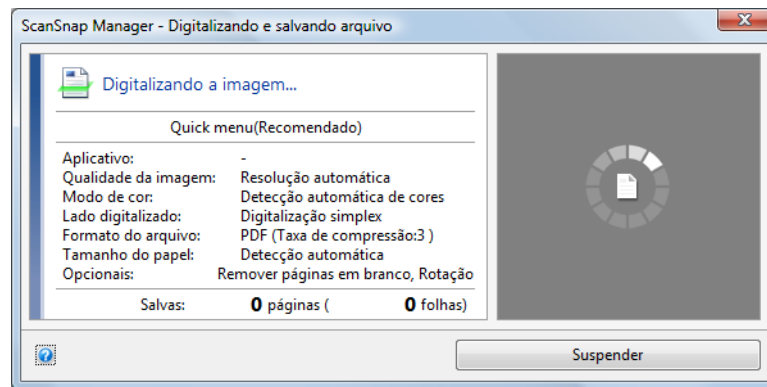 ScanSnap Manager - Digitalizando e salvando arquivo
Digitalizando a imagem...
Quick menu(Recomendado)
Aplicativo: -
Qualidade da imagem: Resolução automática
Modo de cor: Detecção automática de cores
Lado digitalizado: Digitalização simplex
Formato do arquivo: PDF (Taxa de compressão:3 )
Tamanho do papel: Detecção automática
Opcionais: Remover páginas em branco, Rotação
Salvas: 0 páginas ( 0 folhas)
Suspender